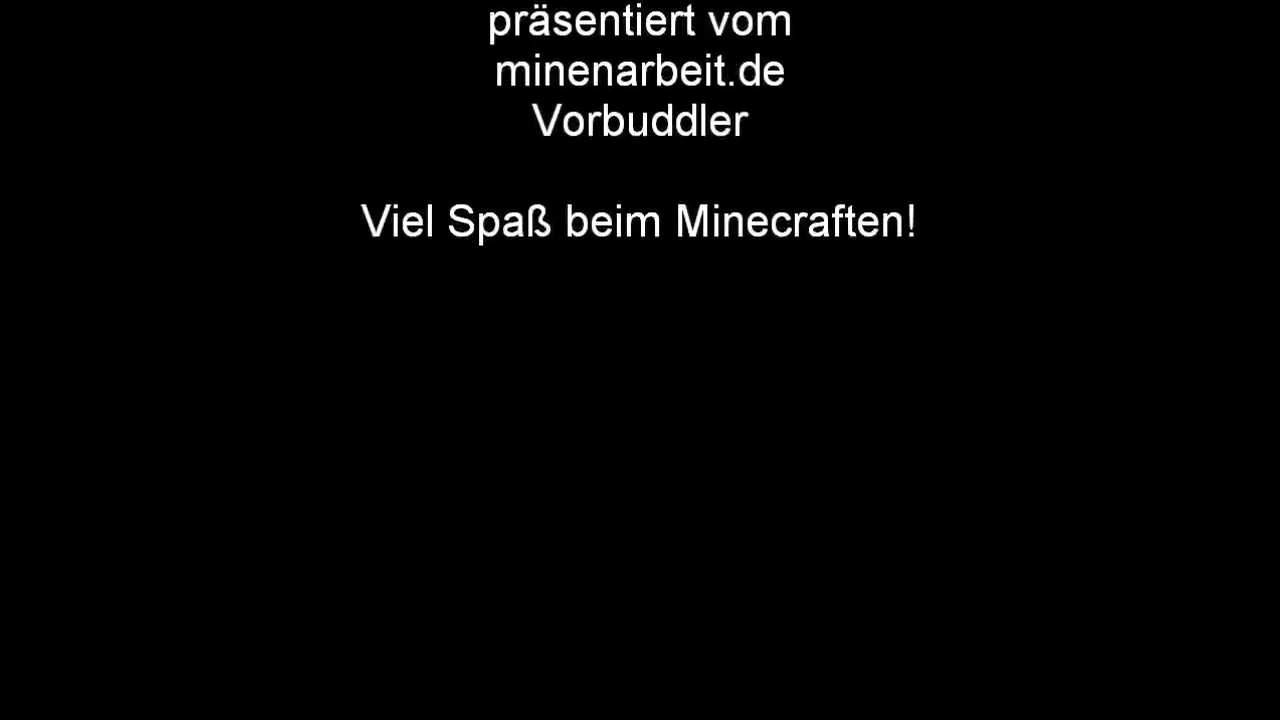 präsentiert vom
minenarbeit.de
Vorbuddler
Viel Spaß beim Minecraften!